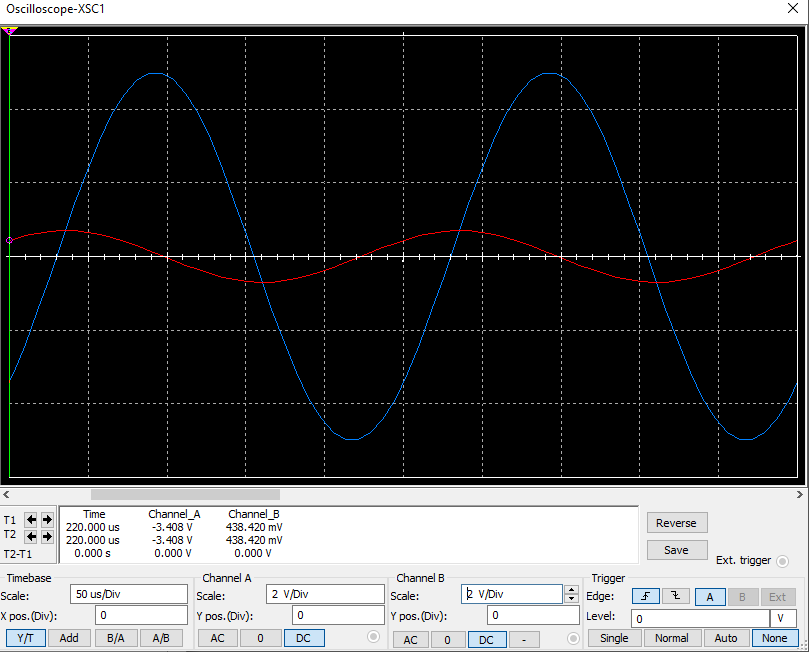 Oscilloscope-XSC1
Time Channel_A Channel_B
T1 220.000 us -3.408 V 438.420 mV
T2 220.000 us -3.408 V 438.420 mV
T2-T1 0.000 s 0.000 V 0.000 V
Reverse
Save
Ext. trigger
Timebase
Scale: 50 us/Div
X pos.(Div): 0
Y/T Add B/A A/B
Channel A
Scale: 2 V/Div
Y pos.(Div): 0
AC 0 DC
Channel B
Scale: 2 V/Div
Y pos.(Div): 0
AC 0 DC -
Trigger
Edge: A B Ext
Level: 0 V
Single Normal Auto None